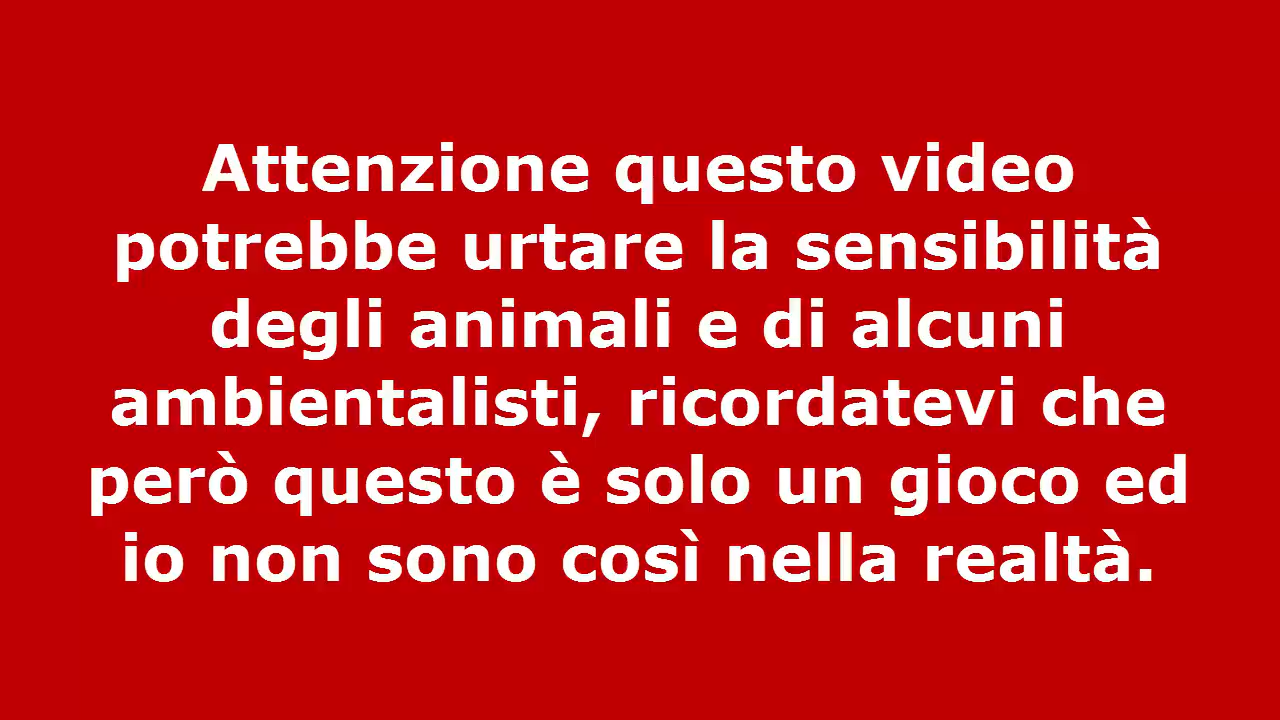 Attenzione questo video
potrebbe urtare la sensibilità
degli animali e di alcuni
ambientalisti, ricordatevi che
però questo è solo un gioco ed
io non sono così nella realtà.